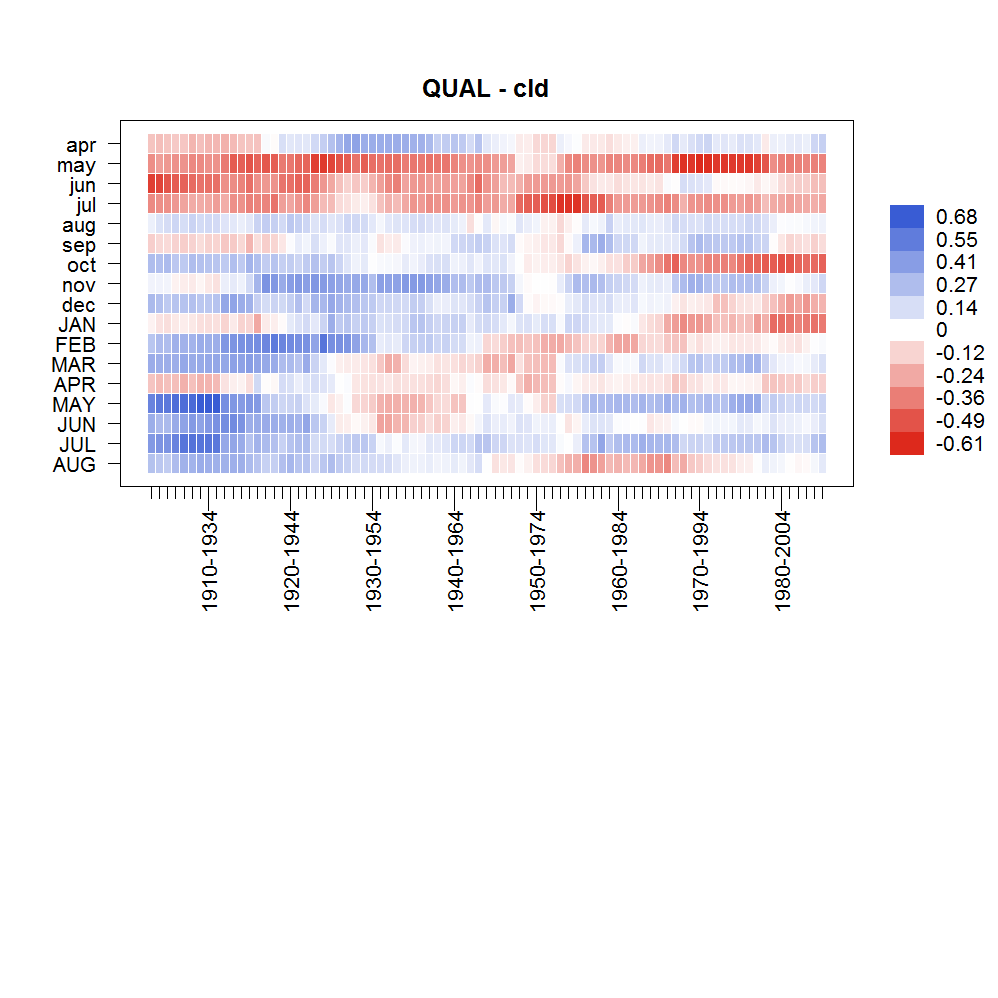 QUAL - cld
apr
may
jun
jul
aug
sep
oct
nov
dec
JAN
FEB
MAR
APR
MAY
JUN
JUL
AUG
0.68
0.55
0.41
0.27
0.14
0
-0.12
-0.24
-0.36
-0.49
-0.61
1910-1934
1920-1944
1930-1954
1940-1964
1950-1974
1960-1984
1970-1994
1980-2004